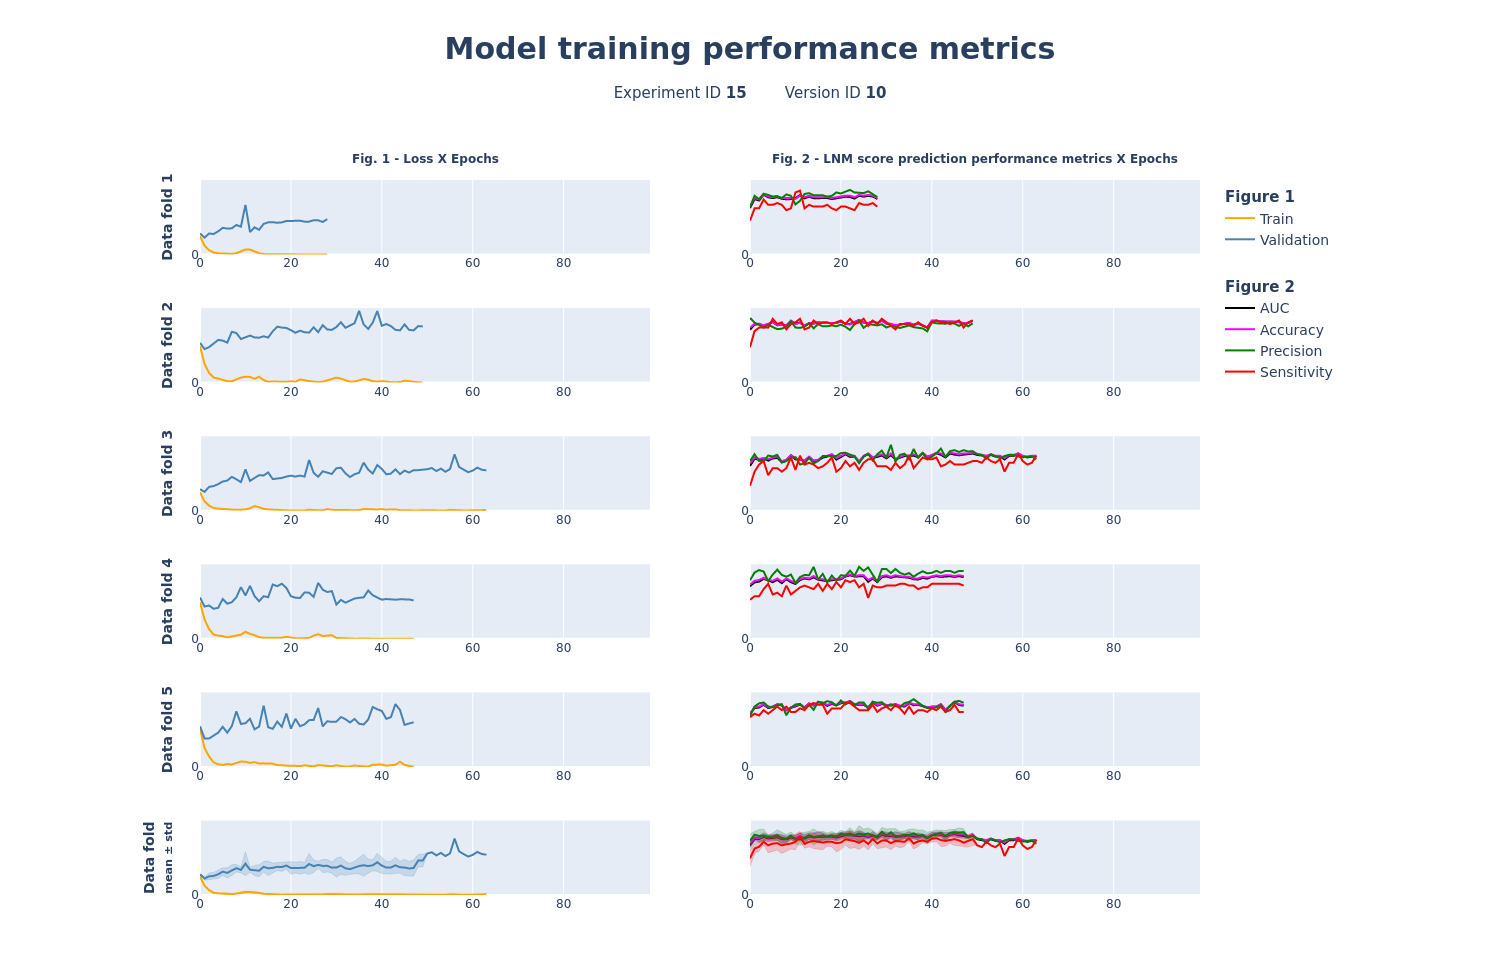 Model training performance metrics
Experiment ID 15 Version ID 10
Fig. 1 - Loss X Epochs
Fig. 2 - LNM score prediction performance metrics X Epochs
Data fold 1
0
0 20 40 60 80
0
0 20 40 60 80
Figure 1
Train
Validation
Figure 2
AUC
Accuracy
Precision
Sensitivity
Data fold 2
0
0 20 40 60 80
0
0 20 40 60 80
Data fold 3
0
0 20 40 60 80
0
0 20 40 60 80
Data fold 4
0
0 20 40 60 80
0
0 20 40 60 80
Data fold 5
0
0 20 40 60 80
0
0 20 40 60 80
Data fold
mean ± std
0
0 20 40 60 80
0
0 20 40 60 80